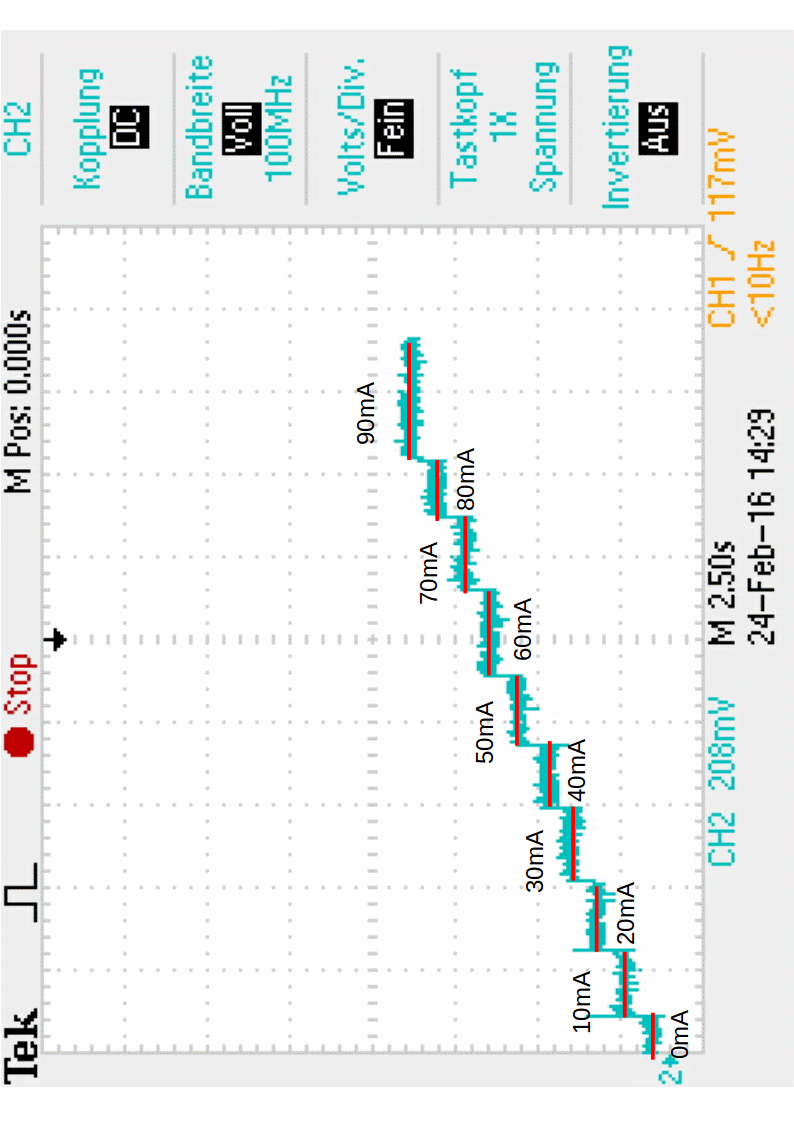 Tek
Stop
M Pos: 0.000s
CH2
Kopplung
DC
Bandbreite
Voll
100MHz
Volts/Div.
Fein
Tastkopf
1X
Spannung
Invertierung
Aus
90mA
80mA
70mA
60mA
50mA
40mA
30mA
20mA
10mA
0mA
2
CH2 208mV
M 2.50s
CH1 117mV
24-Feb-16 14:29
<10Hz